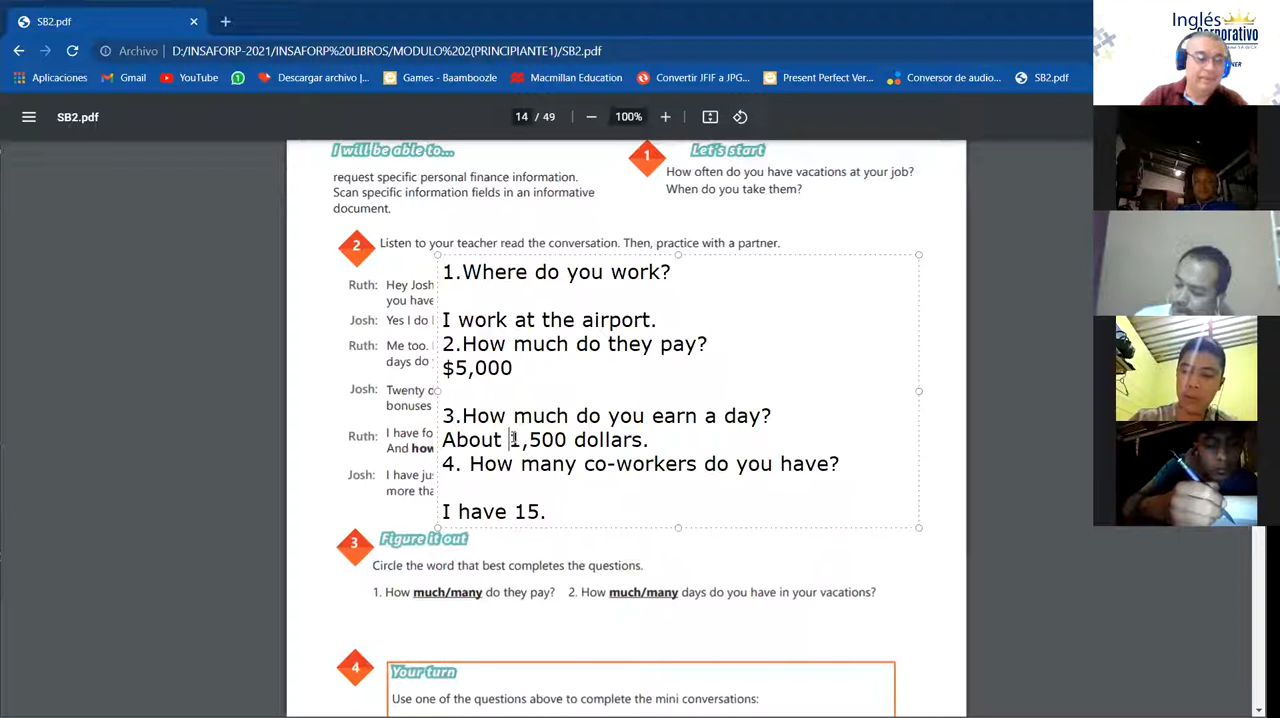 SB2.pdf
Archivo D:/INSAFORP-2021/INSAFORP%20LIBROS/MODULO%202(PRINCIPIANTE1)/SB2.pdf
Aplicaciones Gmail YouTube Descargar archivo |... Games - Baamboozle Macmillan Education Convertir JFIF a JPG... Present Perfect Ver... Conversor de audio... SB2.pdf
SB2.pdf 14 / 49 100%
Inglés
Corporativo
I will be able to...
request specific personal finance information.
Scan specific information fields in an informative
document.
1 Let's start
How often do you have vacations at your job?
When do you take them?
2 Listen to your teacher read the conversation. Then, practice with a partner.
Ruth: Hey Josh
you have
Josh: Yes I do
Ruth: Me too.
days do
Josh: Twenty
bonuses
Ruth: I have fo
And how
Josh: I have jus
more tha
1.Where do you work?
I work at the airport.
2.How much do they pay?
$5,000
3.How much do you earn a day?
About 1,500 dollars.
4. How many co-workers do you have?
I have 15.
3 Figure it out
Circle the word that best completes the questions.
1. How much/many do they pay? 2. How much/many days do you have in your vacations?
4 Your turn
Use one of the questions above to complete the mini conversations: